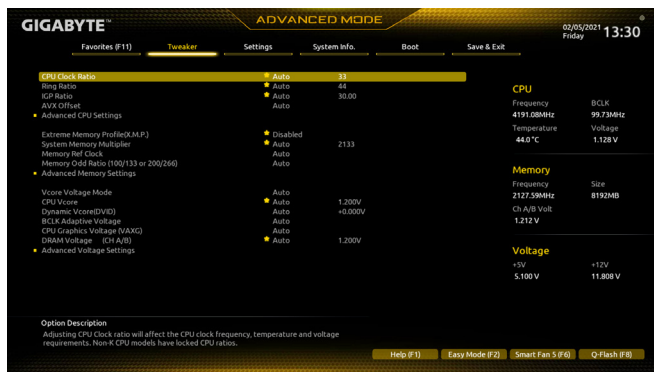 GIGABYTE™
ADVANCED MODE
02/05/2021 Friday 13:30
Favorites (F11) Tweaker Settings System Info. Boot Save & Exit
CPU Clock Ratio Auto 33
Ring Ratio Auto 44
IGP Ratio Auto 30.00
AVX Offset Auto
Advanced CPU Settings
Extreme Memory Profile(X.M.P.) Disabled
System Memory Multiplier Auto 2133
Memory Ref Clock Auto
Memory Odd Ratio (100/133 or 200/266) Auto
Advanced Memory Settings
Vcore Voltage Mode Auto
CPU Vcore Auto 1.200V
Dynamic Vcore(DVID) Auto +0.000V
BCLK Adaptive Voltage Auto
CPU Graphics Voltage (VAXG) Auto
DRAM Voltage (CH A/B) Auto 1.200V
Advanced Voltage Settings
CPU
Frequency BCLK
4191.08MHz 99.73MHz
Temperature Voltage
44.0 °C 1.128 V
Memory
Frequency Size
2127.59MHz 8192MB
Ch A/B Volt
1.212 V
Voltage
+5V +12V
5.100 V 11.808 V
Option Description
Adjusting CPU Clock ratio will affect the CPU clock frequency, temperature and voltage
requirements. Non-K CPU models have locked CPU ratios.
Help (F1) Easy Mode (F2) Smart Fan 5 (F6) Q-Flash (F8)